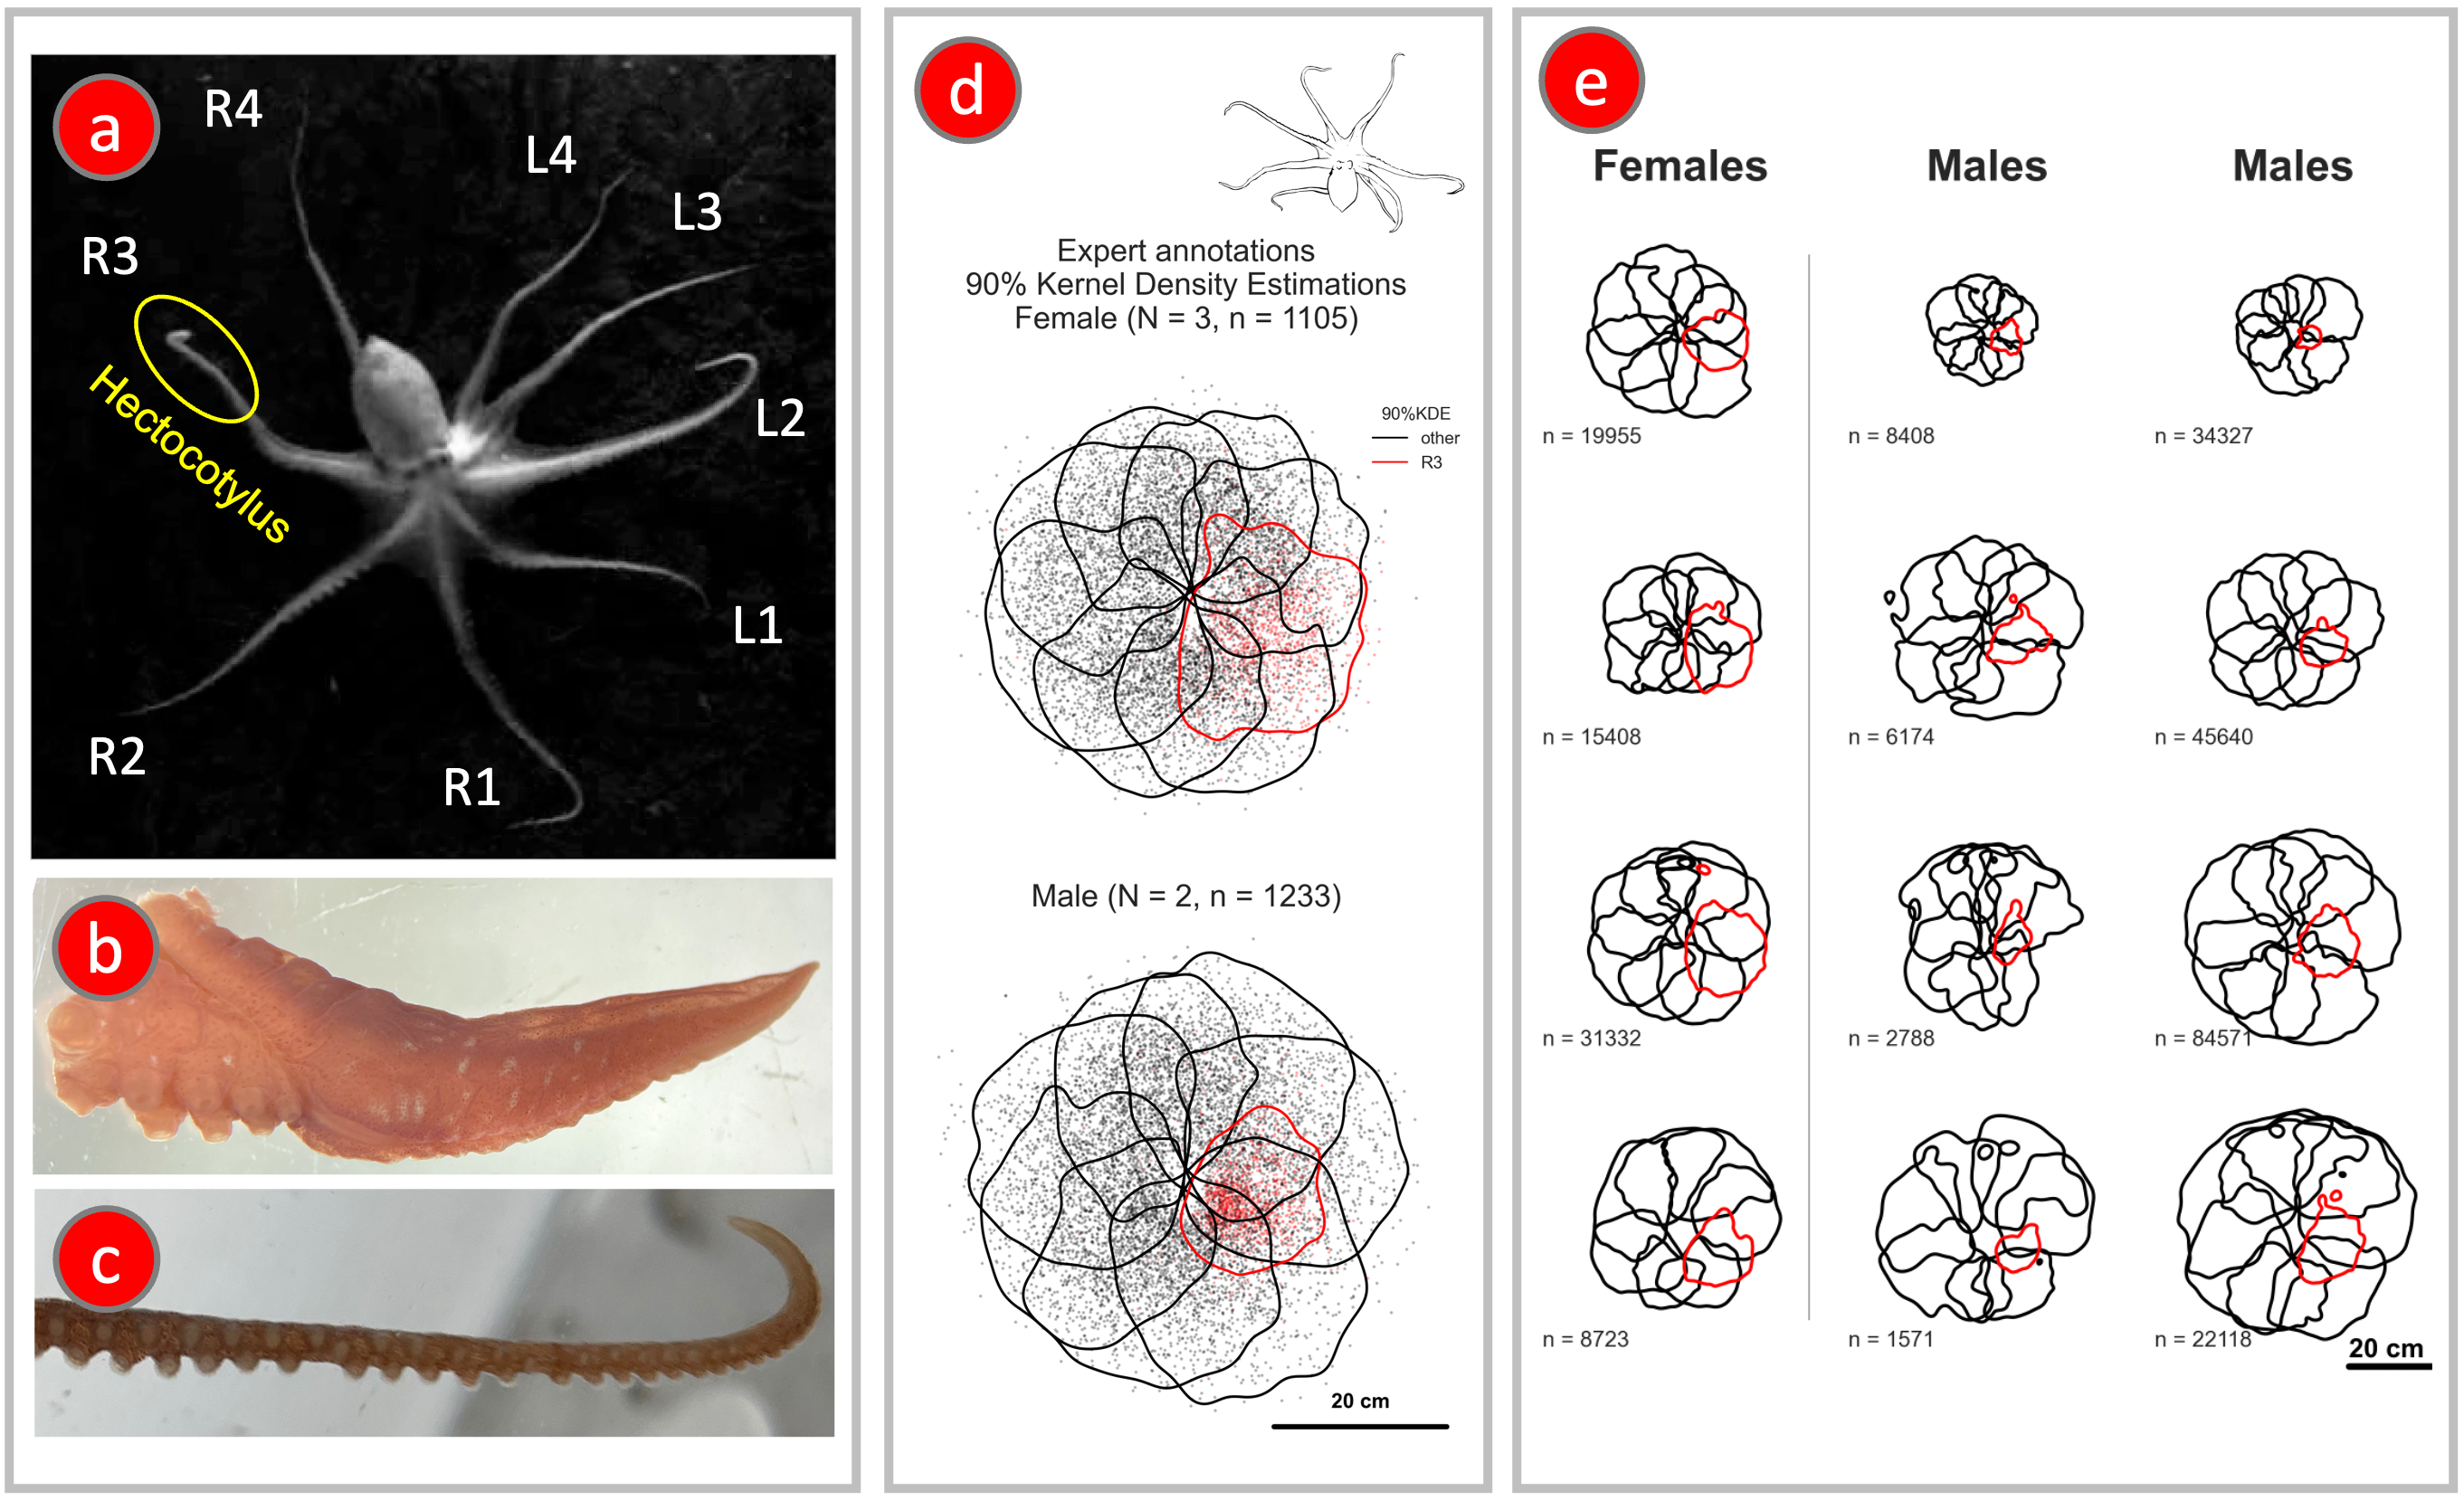 a
R4
L4
L3
R3
Hectocotylus
L2
L1
R2
R1
b
c
d
Expert annotations
90% Kernel Density Estimations
Female (N = 3, n = 1105)
90%KDE
other
R3
Male (N = 2, n = 1233)
20 cm
e
Females Males Males
n = 19955 n = 8408 n = 34327
n = 15408 n = 6174 n = 45640
n = 31332 n = 2788 n = 84571
n = 8723 n = 1571 n = 22118
20 cm